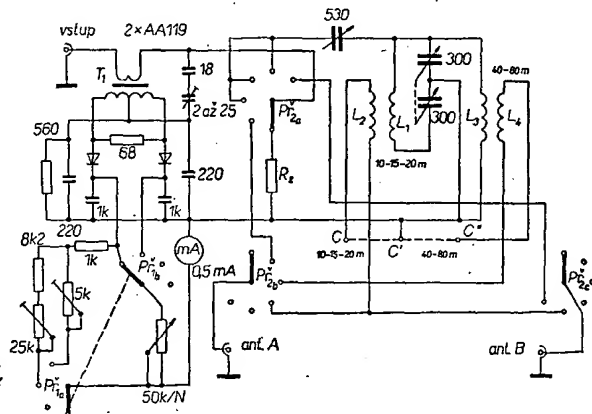 vstup
2×AA119
530
T₁
18
2 až 25
Př₂ₐ
300
300
40-80 m
L₂
L₁
L₃
L₄
10-15-20 m
560
68
220
R_z
1k
1k
220
C
C'
C"
10-15-20 m
40-80 m
8k2
1k
Př₁b
mA
0,5 mA
Př₂b
Př₂c
5k
25k
Př₁ₐ
50k/N
ant. A
ant. B